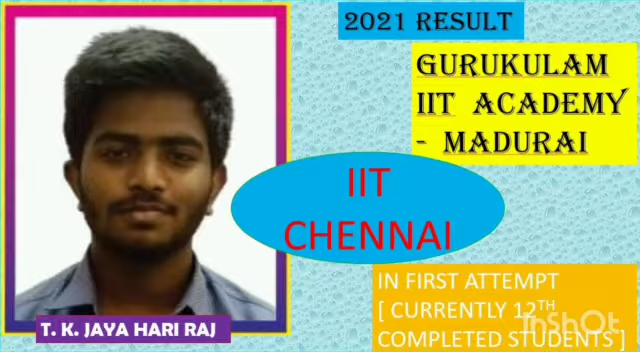 2021 RESULT
GURUKULAM
IIT ACADEMY
- MADURAI
IIT
CHENNAI
IN FIRST ATTEMPT
[ CURRENTLY 12TH
COMPLETED STUDENTS ]
InShot
T. K. JAYA HARI RAJ